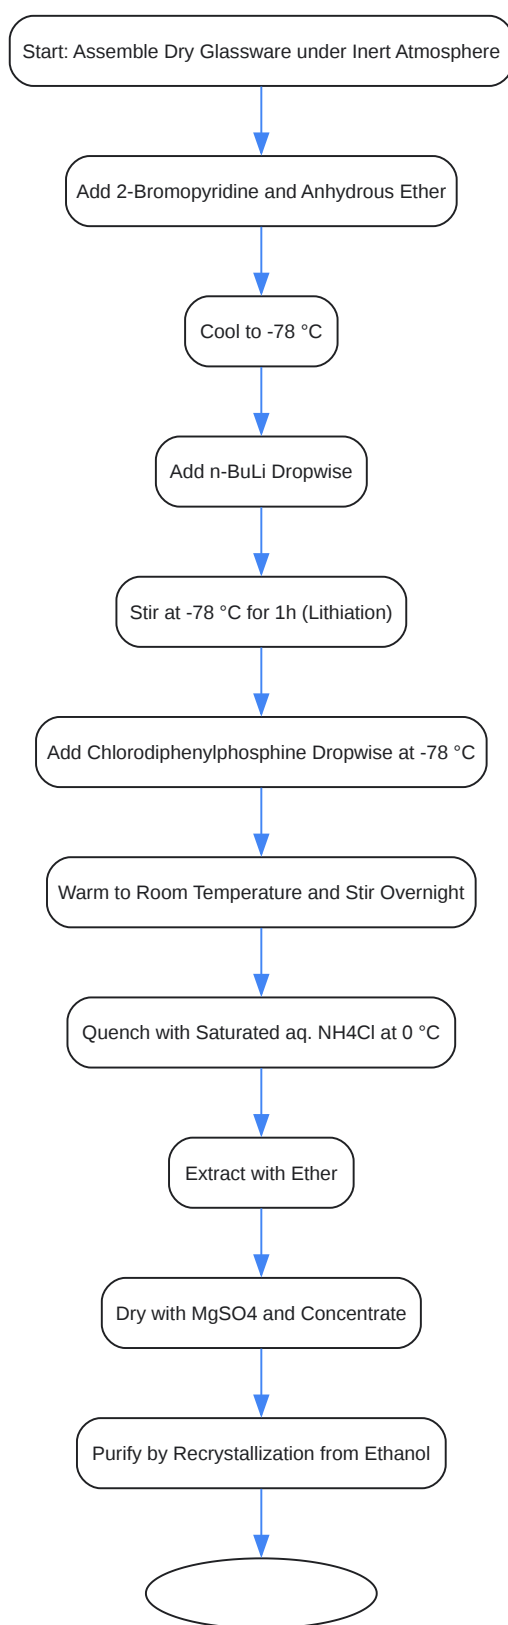 Start: Assemble Dry Glassware under Inert Atmosphere
Add 2-Bromopyridine and Anhydrous Ether
Cool to -78 °C
Add n-BuLi Dropwise
Stir at -78 °C for 1h (Lithiation)
Add Chlorodiphenylphosphine Dropwise at -78 °C
Warm to Room Temperature and Stir Overnight
Quench with Saturated aq. NH4Cl at 0 °C
Extract with Ether
Dry with MgSO4 and Concentrate
Purify by Recrystallization from Ethanol